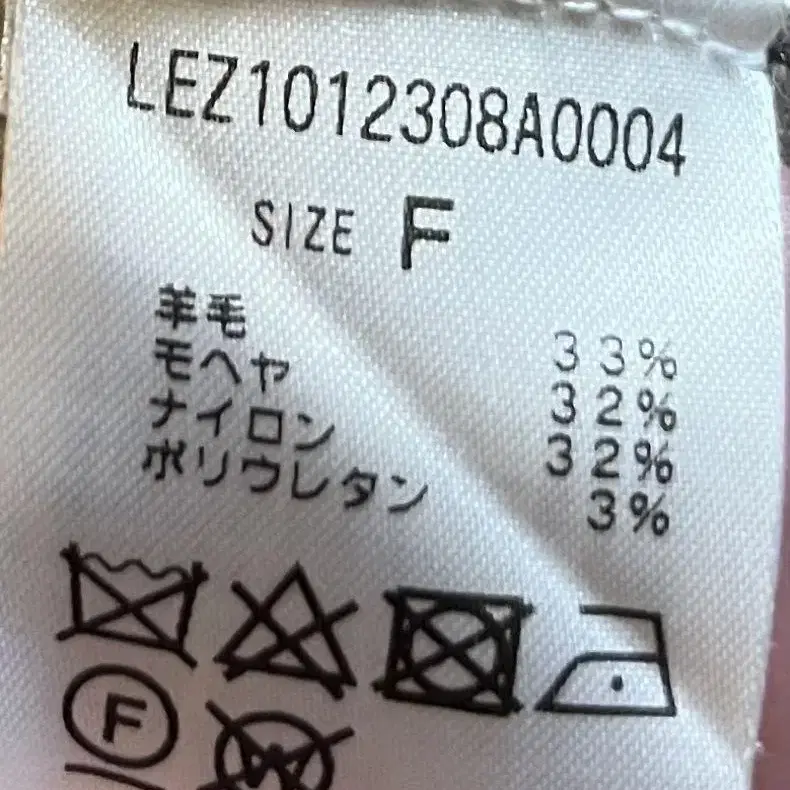 LEZ1012308A0004
SIZE F
羊毛 33%
モヘヤ 32%
ナイロン 32%
ポリウレタン 3%
F
W